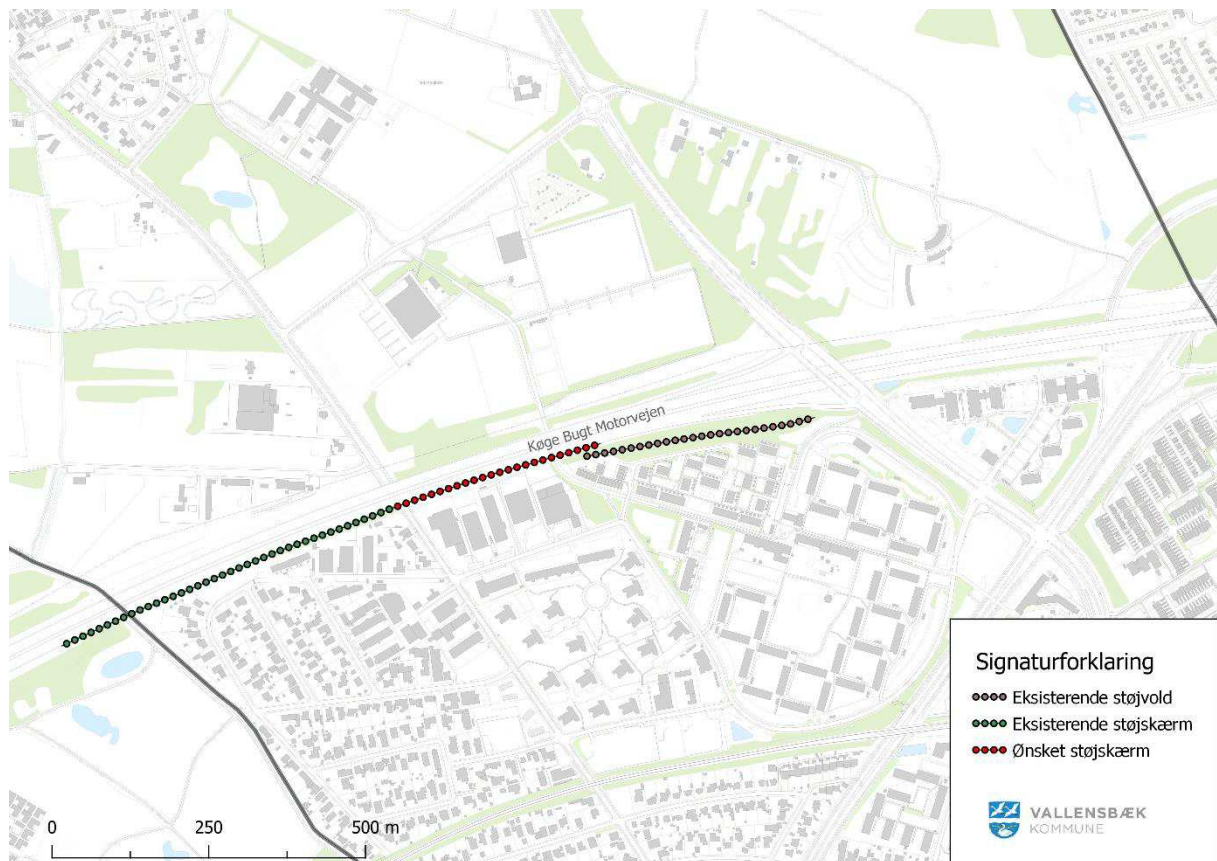 Køge Bugt Motorvejen
Signaturforklaring
Eksisterende støjvold
Eksisterende støjskærm
Ønsket støjskærm
VALLENSBÆK
KOMMUNE
0 250 500 m